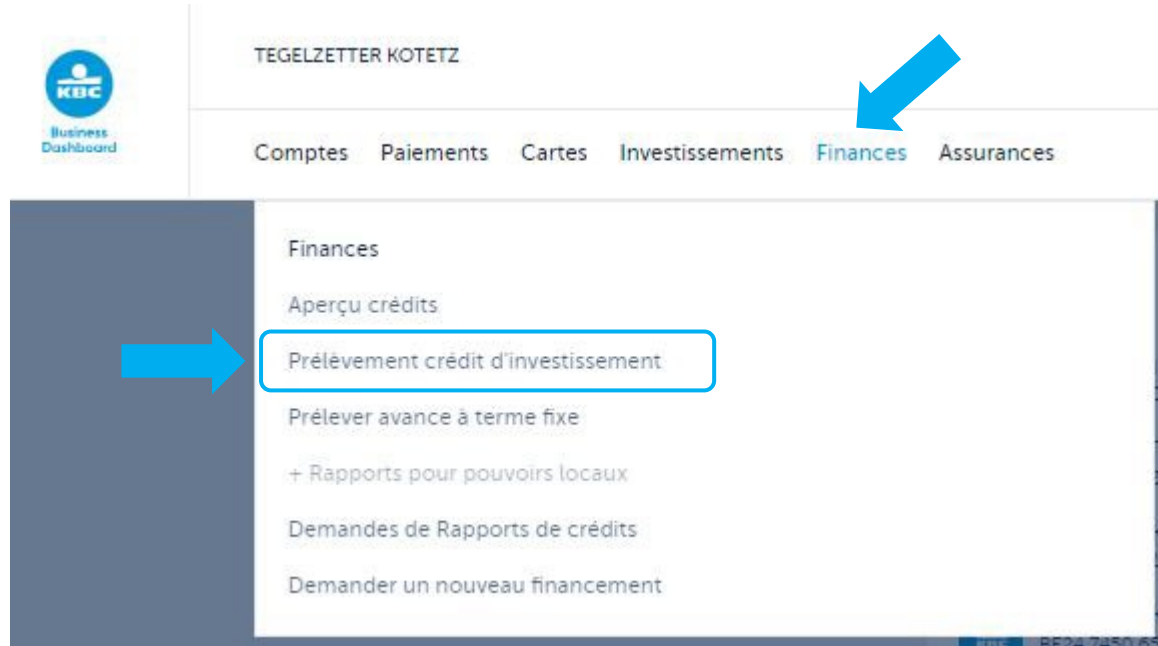 TEGELZETTER KOTETZ
KBC
Business
Dashboard
Comptes Paiements Cartes Investissements Finances Assurances
Finances
Aperçu crédits
Prélèvement crédit d'investissement
Prélever avance à terme fixe
+ Rapports pour pouvoirs locaux
Demandes de Rapports de crédits
Demander un nouveau financement